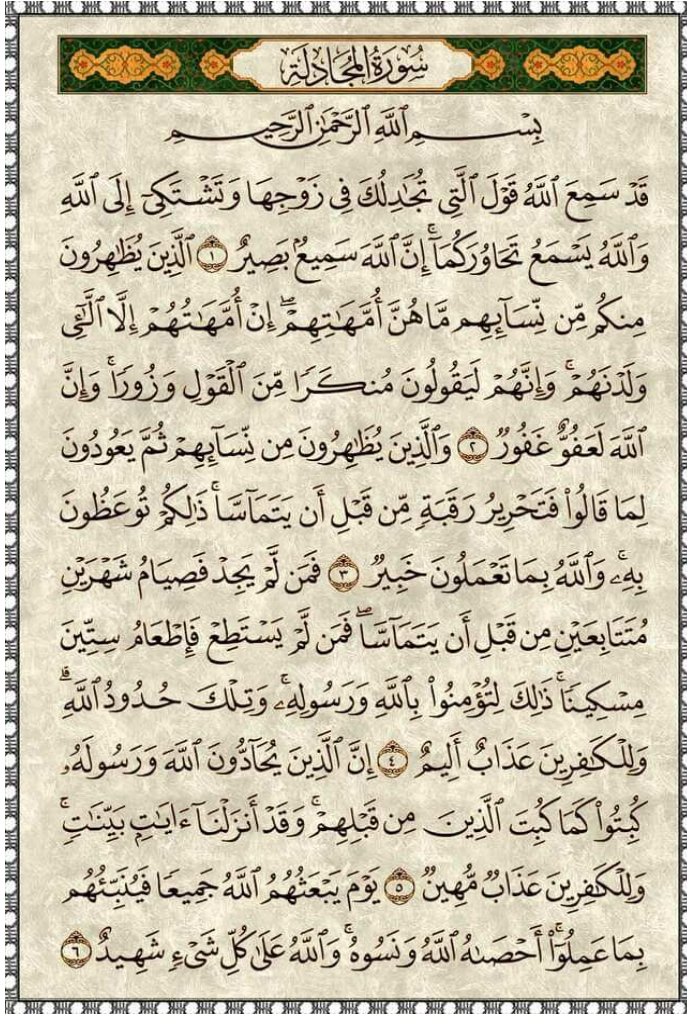 سُورَةُ المُجَادلَةِ
بِسْمِ ٱللَّهِ ٱلرَّحْمَٰنِ ٱلرَّحِيمِ
قَدْ سَمِعَ ٱللَّهُ قَوْلَ ٱلَّتِى تُجَٰدِلُكَ فِى زَوْجِهَا وَتَشْتَكِىٓ إِلَى ٱللَّهِ
وَٱللَّهُ يَسْمَعُ تَحَاوُرَكُمَآ ۚ إِنَّ ٱللَّهَ سَمِيعٌۢ بَصِيرٌ ١ ٱلَّذِينَ يُظَٰهِرُونَ
مِنكُم مِّن نِّسَآئِهِم مَّا هُنَّ أُمَّهَٰتِهِمْ ۖ إِنْ أُمَّهَٰتُهُمْ إِلَّا ٱلَّٰٓـِٔى
وَلَدْنَهُمْ ۚ وَإِنَّهُمْ لَيَقُولُونَ مُنكَرًا مِّنَ ٱلْقَوْلِ وَزُورًا ۚ وَإِنَّ
ٱللَّهَ لَعَفُوٌّ غَفُورٌ ٢ وَٱلَّذِينَ يُظَٰهِرُونَ مِن نِّسَآئِهِمْ ثُمَّ يَعُودُونَ
لِمَا قَالُوا۟ فَتَحْرِيرُ رَقَبَةٍ مِّن قَبْلِ أَن يَتَمَآسَّا ۚ ذَٰلِكُمْ تُوعَظُونَ
بِهِۦ ۚ وَٱللَّهُ بِمَا تَعْمَلُونَ خَبِيرٌ ٣ فَمَن لَّمْ يَجِدْ فَصِيَامُ شَهْرَيْنِ
مُتَتَابِعَيْنِ مِن قَبْلِ أَن يَتَمَآسَّا ۖ فَمَن لَّمْ يَسْتَطِعْ فَإِطْعَامُ سِتِّينَ
مِسْكِينًا ۚ ذَٰلِكَ لِتُؤْمِنُوا۟ بِٱللَّهِ وَرَسُولِهِۦ ۚ وَتِلْكَ حُدُودُ ٱللَّهِ ۗ
وَلِلْكَٰفِرِينَ عَذَابٌ أَلِيمٌ ٤ إِنَّ ٱلَّذِينَ يُحَآدُّونَ ٱللَّهَ وَرَسُولَهُۥ
كُبِتُوا۟ كَمَا كُبِتَ ٱلَّذِينَ مِن قَبْلِهِمْ ۚ وَقَدْ أَنزَلْنَآ ءَايَٰتٍۭ بَيِّنَٰتٍ ۚ
وَلِلْكَٰفِرِينَ عَذَابٌ مُّهِينٌ ٥ يَوْمَ يَبْعَثُهُمُ ٱللَّهُ جَمِيعًا فَيُنَبِّئُهُم
بِمَا عَمِلُوٓا۟ ۚ أَحْصَىٰهُ ٱللَّهُ وَنَسُوهُ ۚ وَٱللَّهُ عَلَىٰ كُلِّ شَىْءٍ شَهِيدٌ ٦